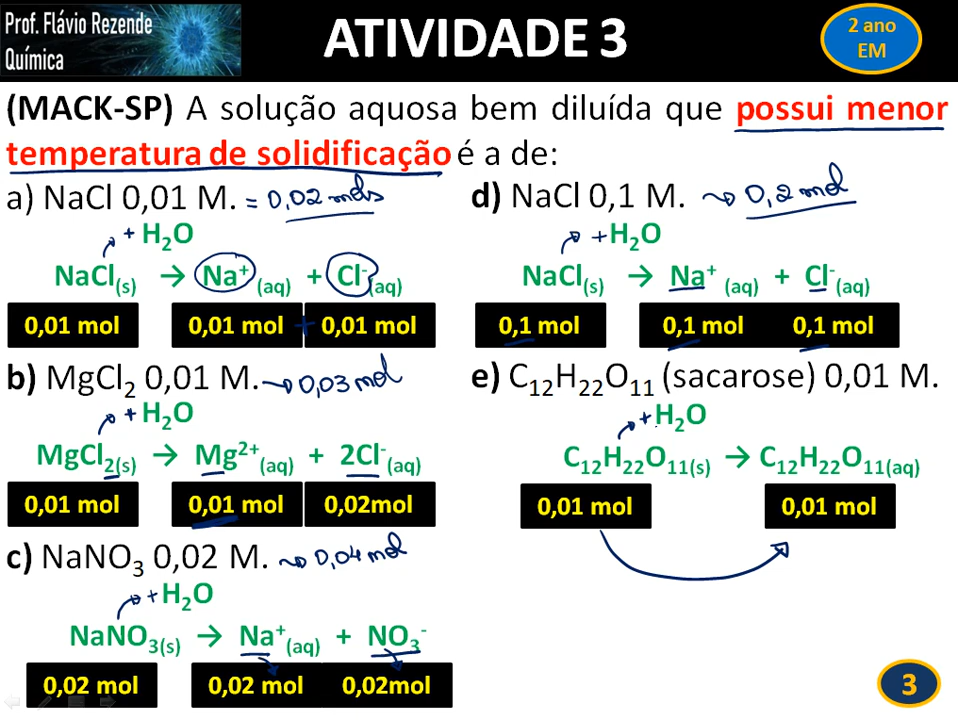 Prof. Flávio Rezende
Química
ATIVIDADE 3
2 ano
EM
(MACK-SP) A solução aquosa bem diluída que possui menor
temperatura de solidificação é a de:
a) NaCl 0,01 M. = 0,02 mols
+ H₂O
NaCl(s) → Na⁺(aq) + Cl⁻(aq)
0,01 mol 0,01 mol + 0,01 mol
b) MgCl₂ 0,01 M. ~> 0,03 mol
+ H₂O
MgCl₂(s) → Mg²⁺(aq) + 2Cl⁻(aq)
0,01 mol 0,01 mol 0,02mol
c) NaNO₃ 0,02 M. ~> 0,04 mol
+ H₂O
NaNO₃(s) → Na⁺(aq) + NO₃⁻
0,02 mol 0,02 mol 0,02mol
d) NaCl 0,1 M. ~> 0,2 mol
+ H₂O
NaCl(s) → Na⁺(aq) + Cl⁻(aq)
0,1 mol 0,1 mol 0,1 mol
e) C₁₂H₂₂O₁₁ (sacarose) 0,01 M.
+ H₂O
C₁₂H₂₂O₁₁(s) → C₁₂H₂₂O₁₁(aq)
0,01 mol 0,01 mol
3